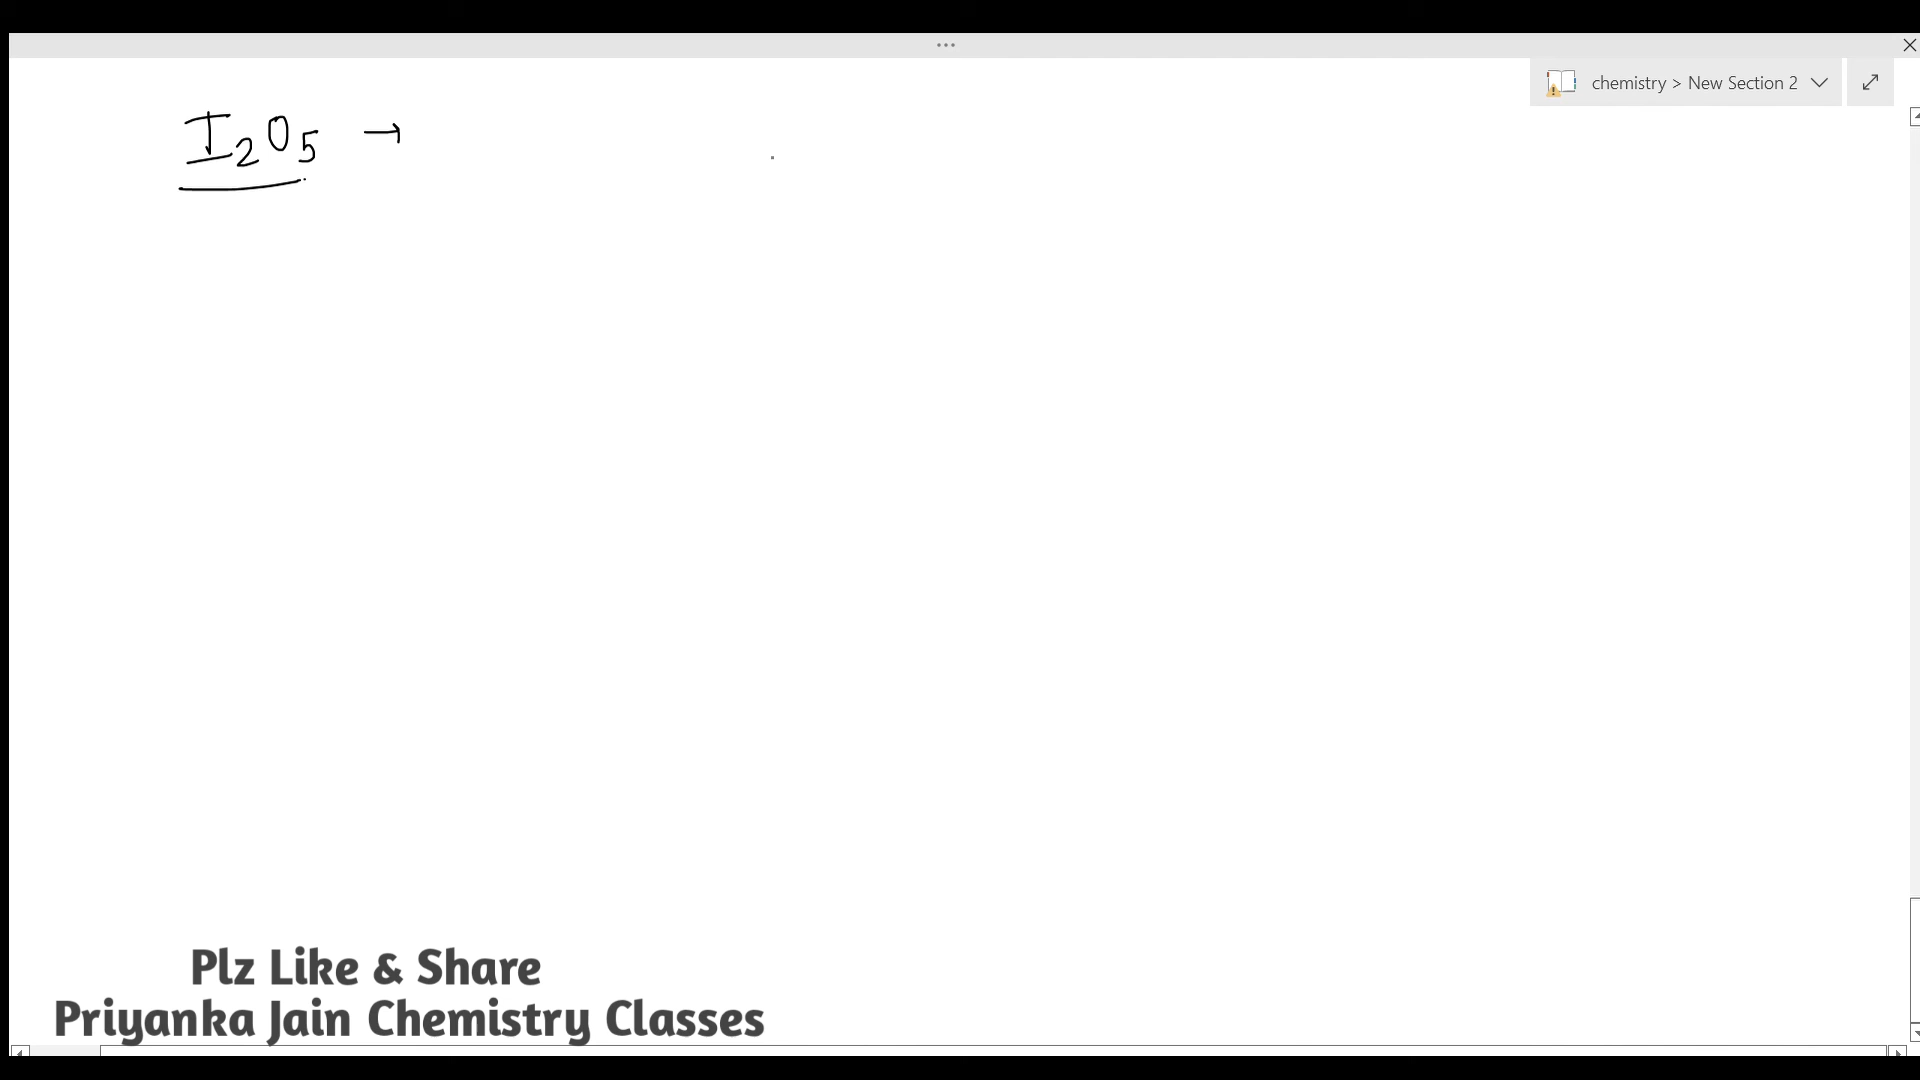 chemistry > New Section 2
I₂O₅ →
Plz Like & Share
Priyanka Jain Chemistry Classes